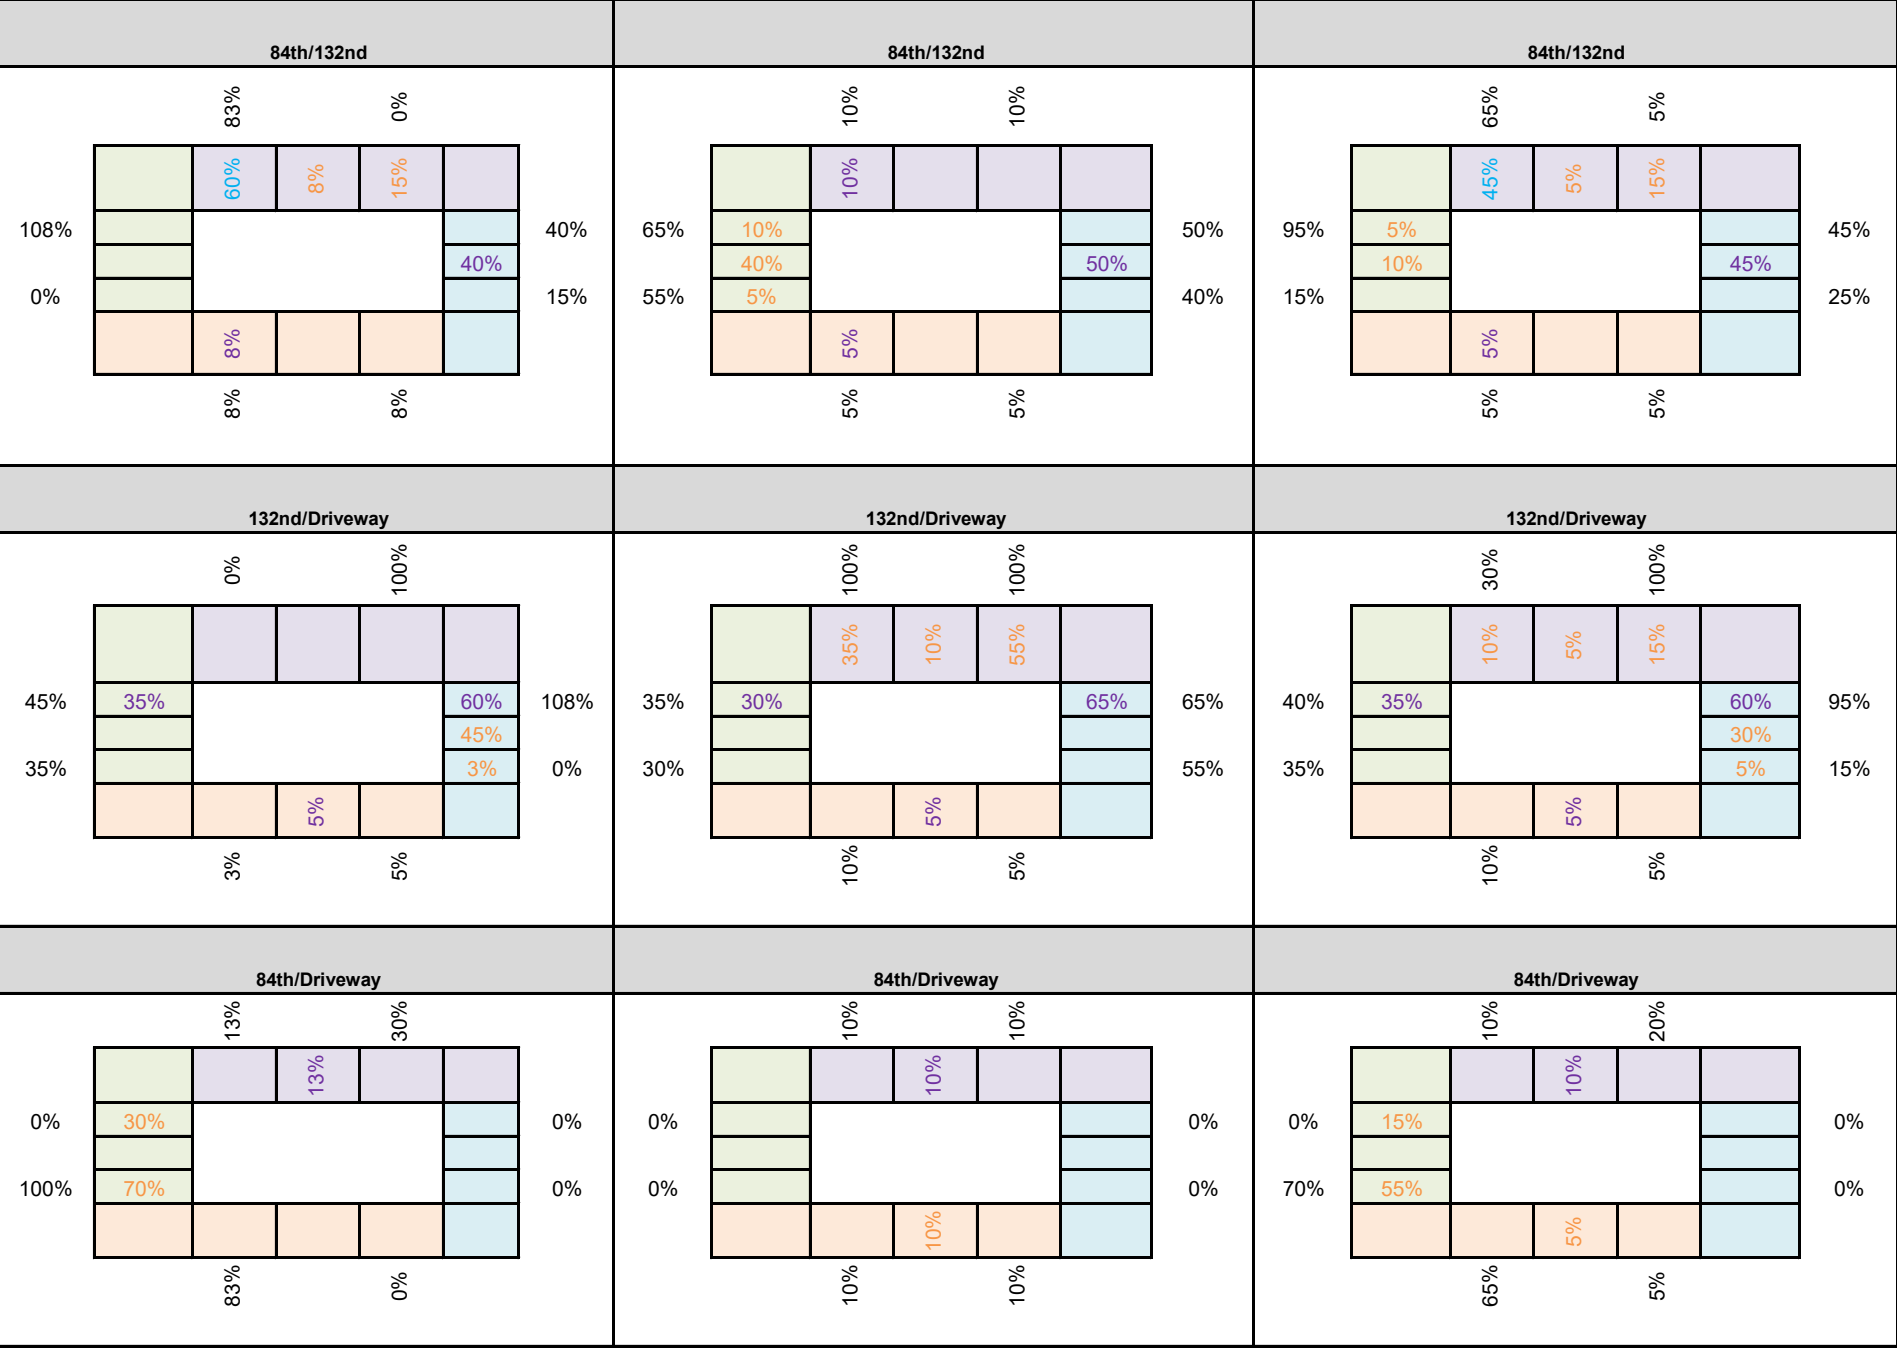 84th/132nd 84th/132nd 84th/132nd
83% 0% 10% 10% 65% 5%
60% 8% 15% 10% 45% 5% 15%
108% 40% 65% 10% 50% 95% 5% 45%
40% 40% 50% 10% 45%
0% 15% 55% 5% 40% 15% 25%
8% 5% 5%
8% 8% 5% 5% 5% 5%
132nd/Driveway 132nd/Driveway 132nd/Driveway
0% 100% 100% 100% 30% 100%
35% 10% 55% 10% 5% 15%
45% 35% 60% 108% 35% 30% 65% 65% 40% 35% 60% 95%
45% 30%
35% 3% 0% 30% 55% 35% 5% 15%
5% 5% 5%
3% 5% 10% 5% 10% 5%
84th/Driveway 84th/Driveway 84th/Driveway
13% 30% 10% 10% 10% 20%
13% 10% 10%
0% 30% 0% 0% 0% 0% 15% 0%
100% 70% 0% 0% 0% 70% 55% 0%
10% 5%
83% 0% 10% 10% 65% 5%